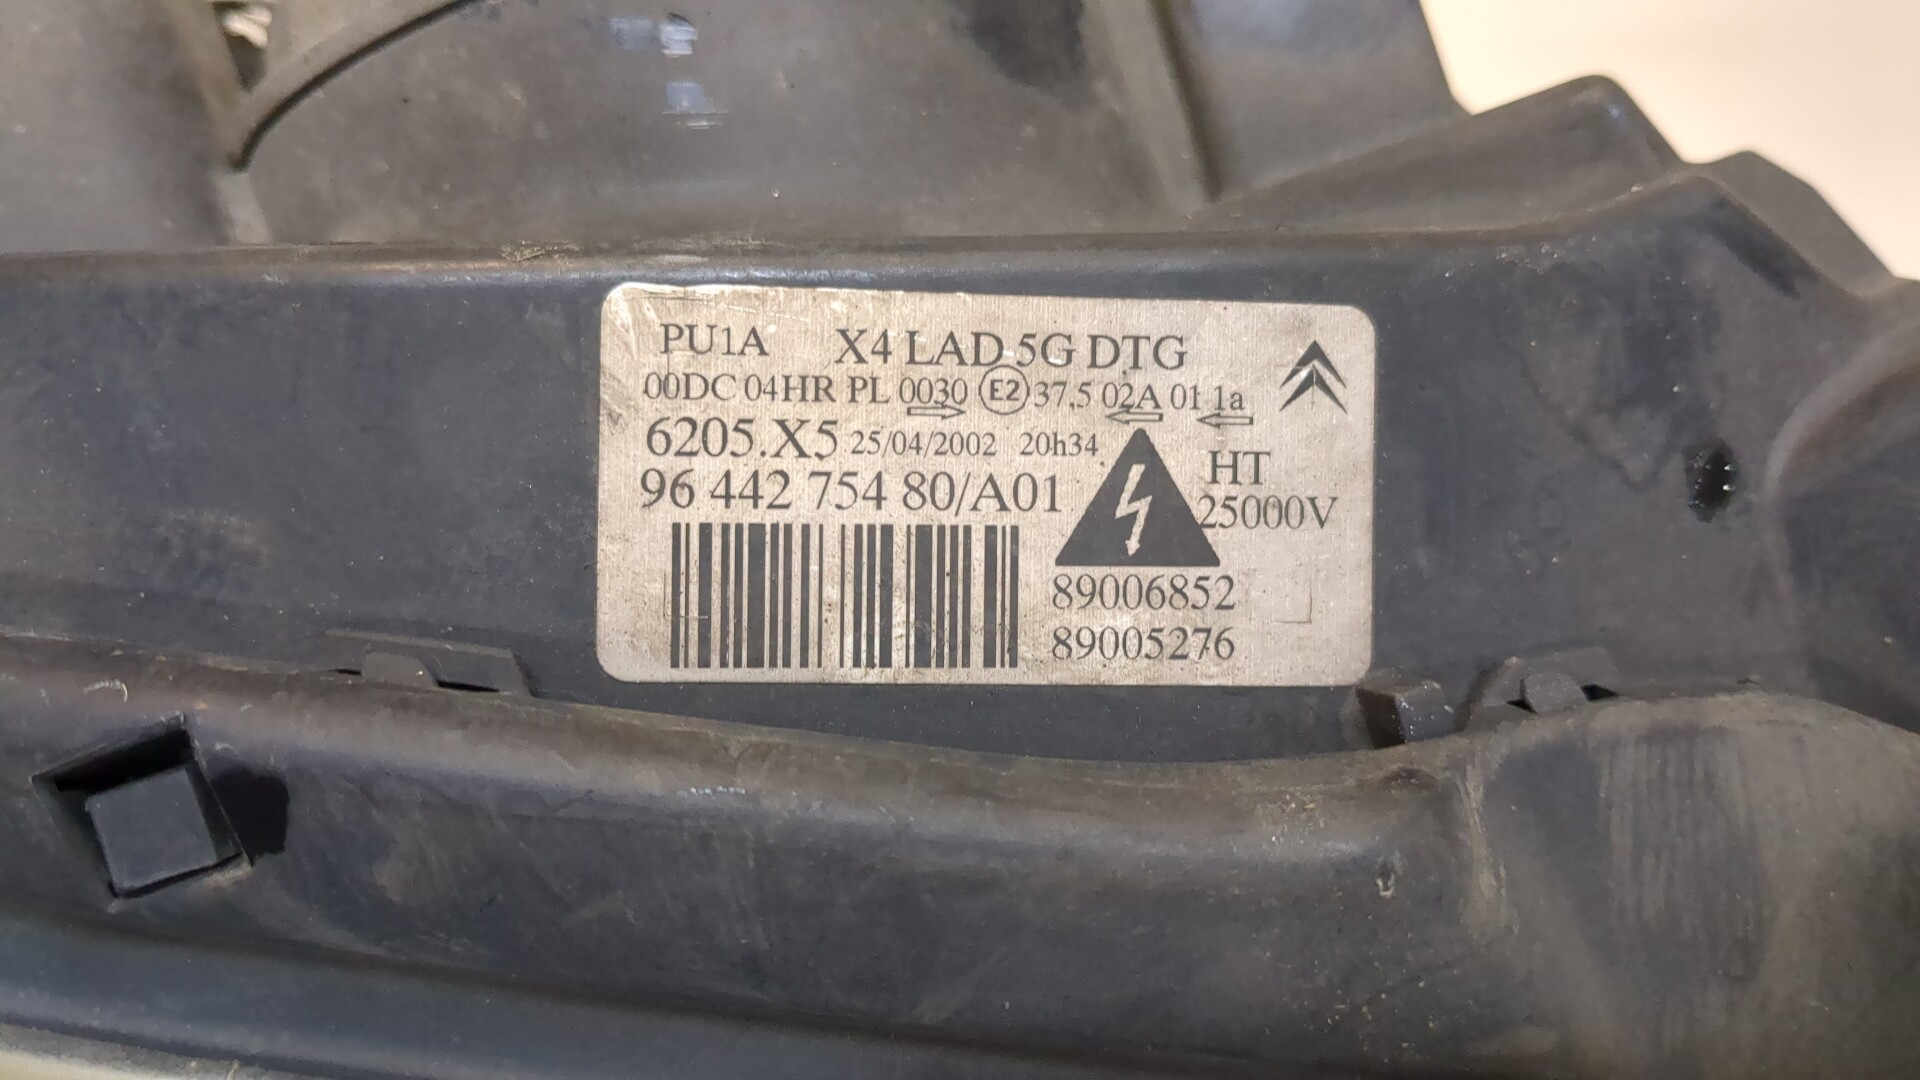 PU1A X4 LAD 5G DTG
00DC 04HR PL 0030 E2 37,5 02A 01 1a
6205.X5 25/04/2002 20h34
96 442 754 80/A01
HT
25000V
89006852
89005276